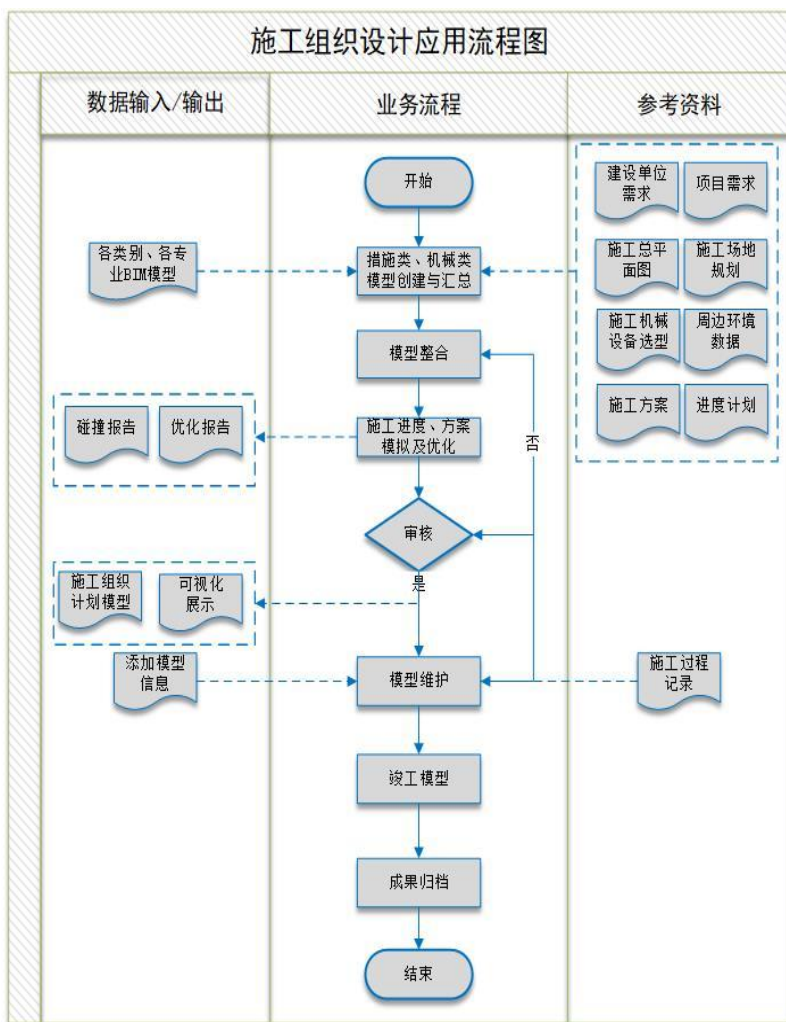 施工组织设计应用流程图
数据输入/输出
业务流程
参考资料
开始
建设单位
需求
项目需求
各类别、各专
业BIM模型
措施类、机械类
模型创建与汇总
施工总平
面图
施工场地
规划
模型整合
施工机械
设备选型
周边环境
数据
碰撞报告
优化报告
施工进度、方案
模拟及优化
施工方案
进度计划
否
审核
是
施工组织
计划模型
可视化
展示
添加模型
信息
模型维护
施工过程
记录
竣工模型
成果归档
结束